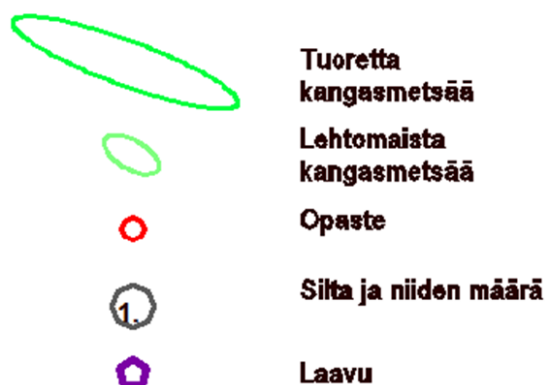 Tuoretta
kangasmetsää
Lehtomaista
kangasmetsää
Opaste
1.
Silta ja niiden määrä
Laavu